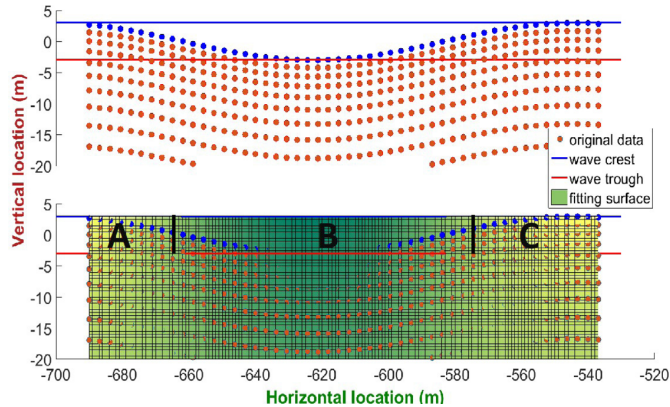 5
0
-5
-10
-15
-20
Vertical location (m)
original data
wave crest
wave trough
fitting surface
5
0
-5
-10
-15
-20
A
B
C
-700 -680 -660 -640 -620 -600 -580 -560 -540 -520
Horizontal location (m)